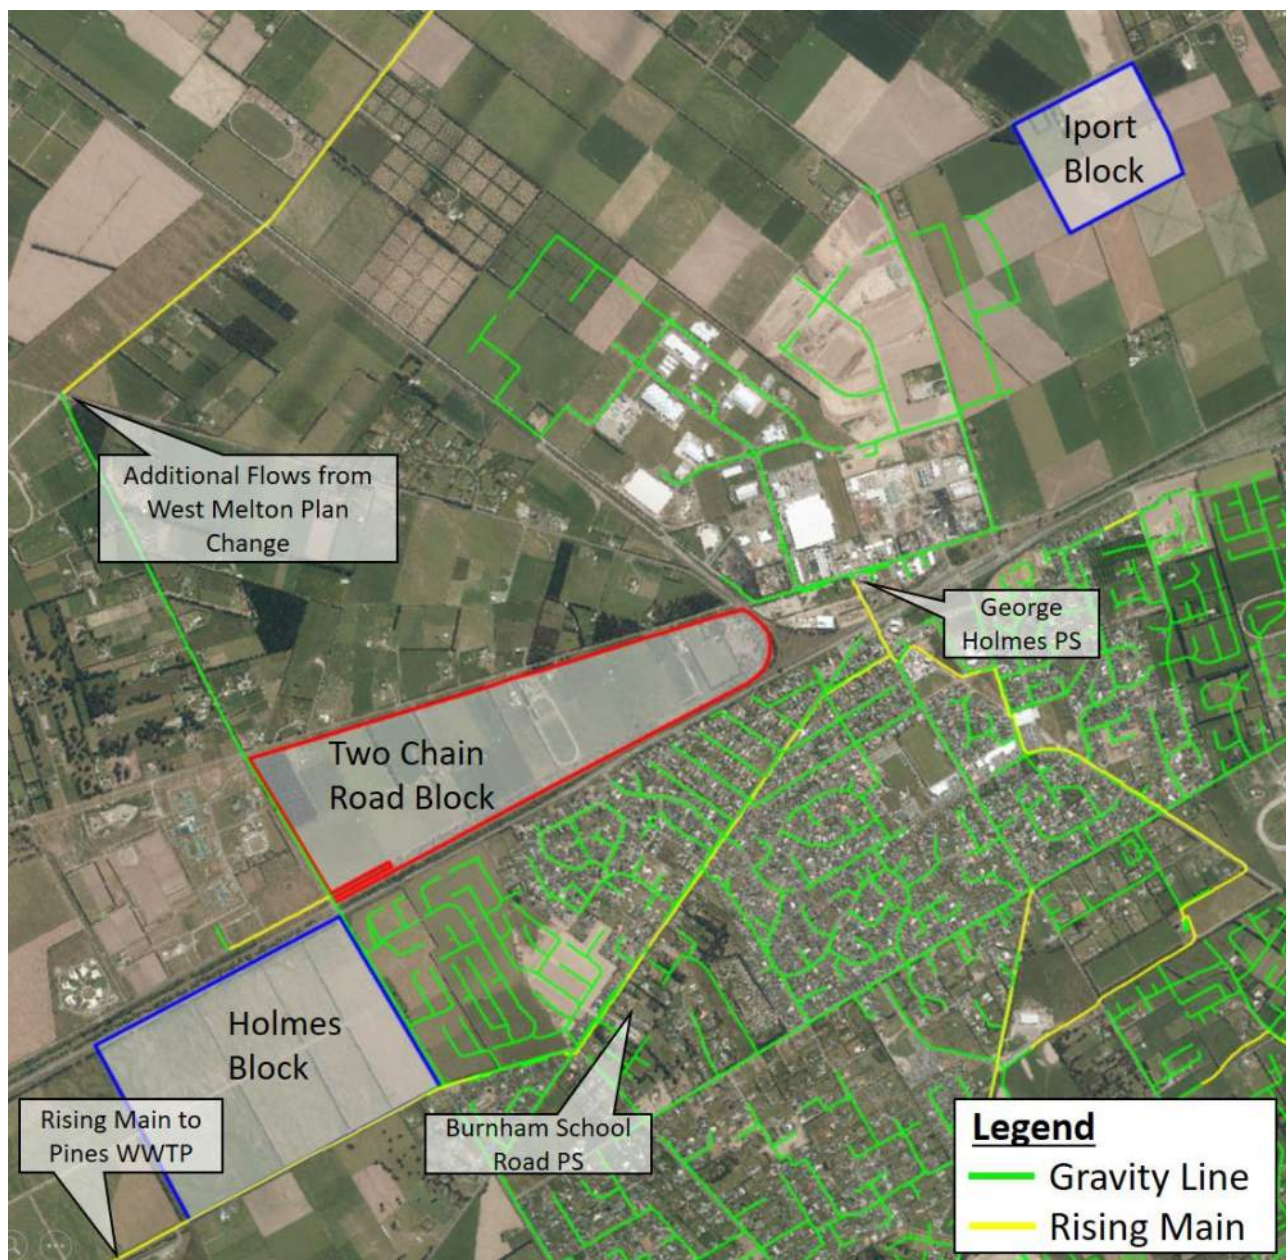 Iport
Block
Additional Flows from
West Melton Plan
Change
George
Holmes PS
Two Chain
Road Block
Holmes
Block
Rising Main to
Pines WWTP
Burnham School
Road PS
Legend
Gravity Line
Rising Main